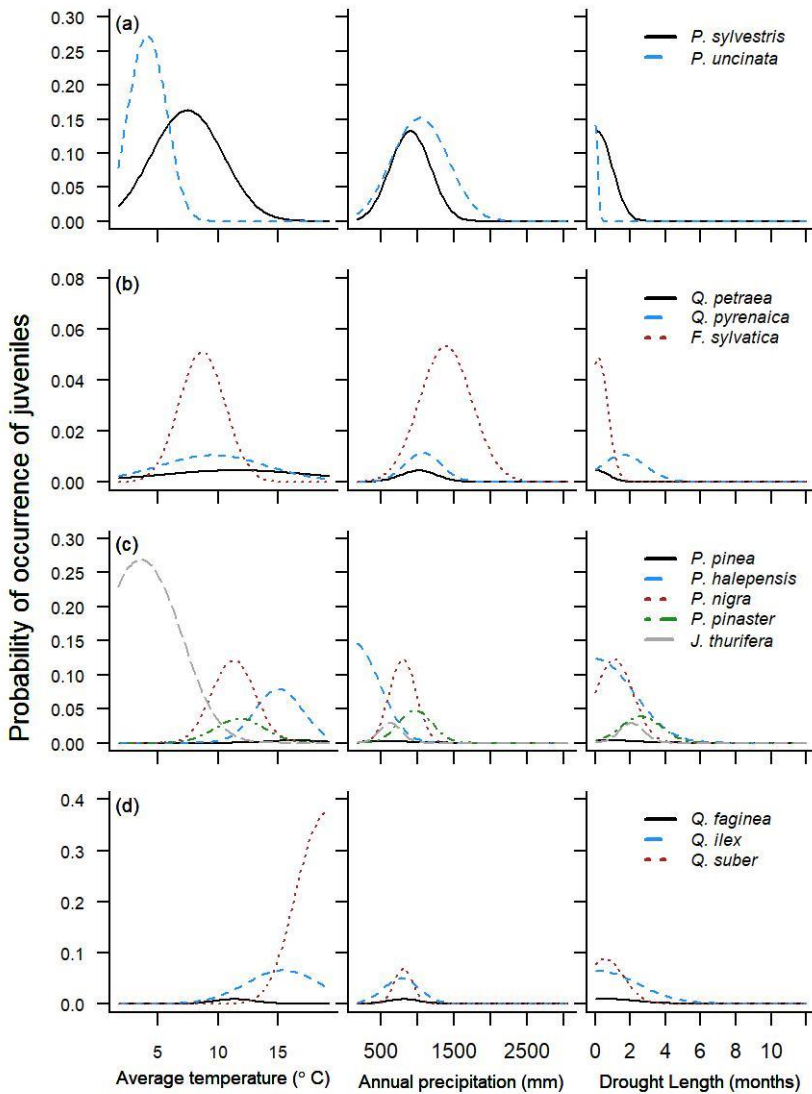 Probability of occurrence of juveniles
(a)
0.30
0.25
0.20
0.15
0.10
0.05
0.00
P. sylvestris
P. uncinata
(b)
0.08
0.06
0.04
0.02
0.00
Q. petraea
Q. pyrenaica
F. sylvatica
(c)
0.30
0.25
0.20
0.15
0.10
0.05
0.00
P. pinea
P. halepensis
P. nigra
P. pinaster
J. thurifera
(d)
0.4
0.3
0.2
0.1
0.0
Q. faginea
Q. ilex
Q. suber
5 10 15
500 1500 2500
0 2 4 6 8 10
Average temperature (° C)
Annual precipitation (mm)
Drought Length (months)